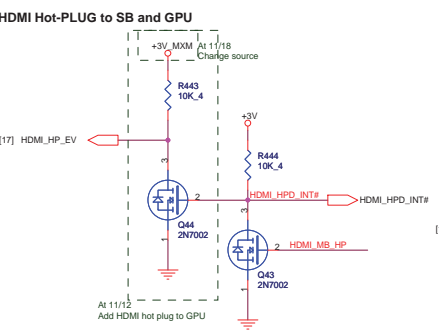 HDMI Hot-PLUG to SB and GPU
+3V_MXM
At 11/18
Change source
R443
10K_4
+3V
[17] HDMI_HP_EV
R444
10K_4
3
2
HDMI_HPD_INT#
HDMI_HPD_INT#
Q44
2N7002
1
3
2
HDMI_MB_HP
[
Q43
2N7002
1
At 11/12
Add HDMI hot plug to GPU